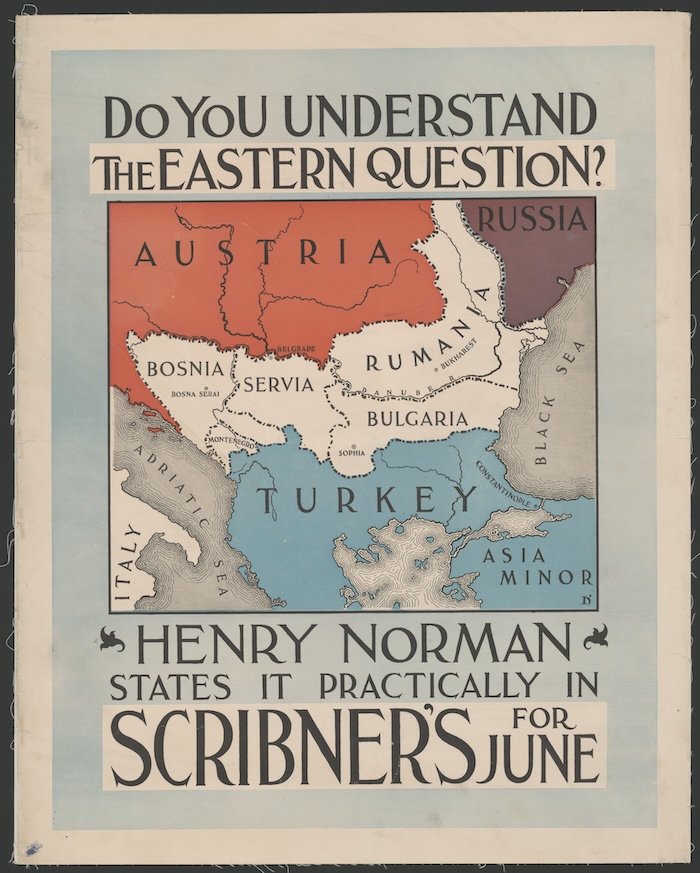 DO YOU UNDERSTAND
THE EASTERN QUESTION?
RUSSIA
AUSTRIA
RUMANIA
BUKHAREST
BELGRADE
BOSNIA
BOSNA SERAI
SERVIA
DANUBE R
BULGARIA
BLACK SEA
MONTENEGRO
SOPHIA
ADRIATIC SEA
CONSTANTINOPLE
TURKEY
ITALY
ASIA
MINOR
HENRY NORMAN
STATES IT PRACTICALLY IN
SCRIBNER'S FOR
JUNE